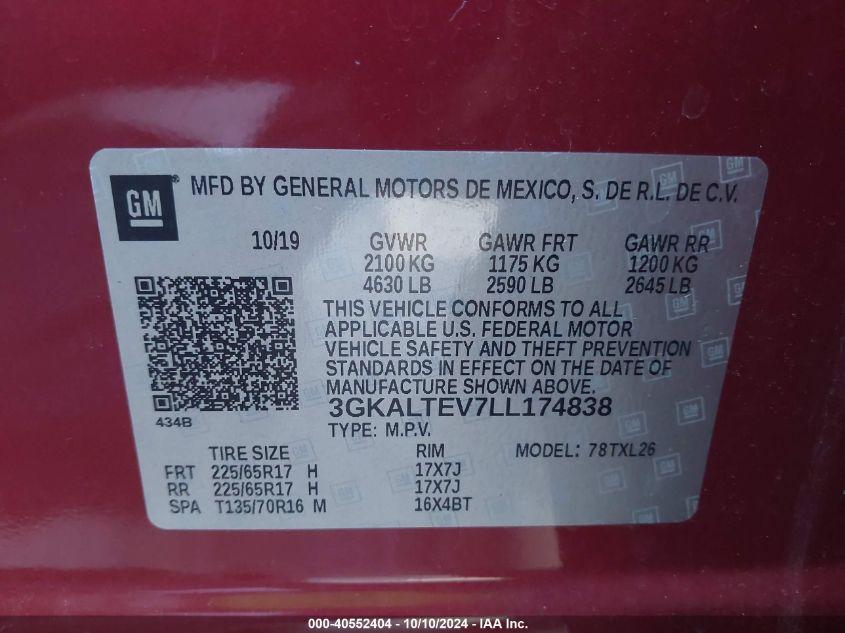 GM
MFD BY GENERAL MOTORS DE MEXICO, S. DE R.L. DE C.V.
10/19 GVWR GAWR FRT GAWR RR
2100 KG 1175 KG 1200 KG
4630 LB 2590 LB 2645 LB
THIS VEHICLE CONFORMS TO ALL
APPLICABLE U.S. FEDERAL MOTOR
VEHICLE SAFETY AND THEFT PREVENTION
STANDARDS IN EFFECT ON THE DATE OF
MANUFACTURE SHOWN ABOVE.
434B
3GKALTEV7LL174838
TYPE: M.P.V.
TIRE SIZE RIM MODEL: 78TXL26
FRT 225/65R17 H 17X7J
RR 225/65R17 H 17X7J
SPA T135/70R16 M 16X4BT
000-40552404 - 10/10/2024 - IAA Inc.